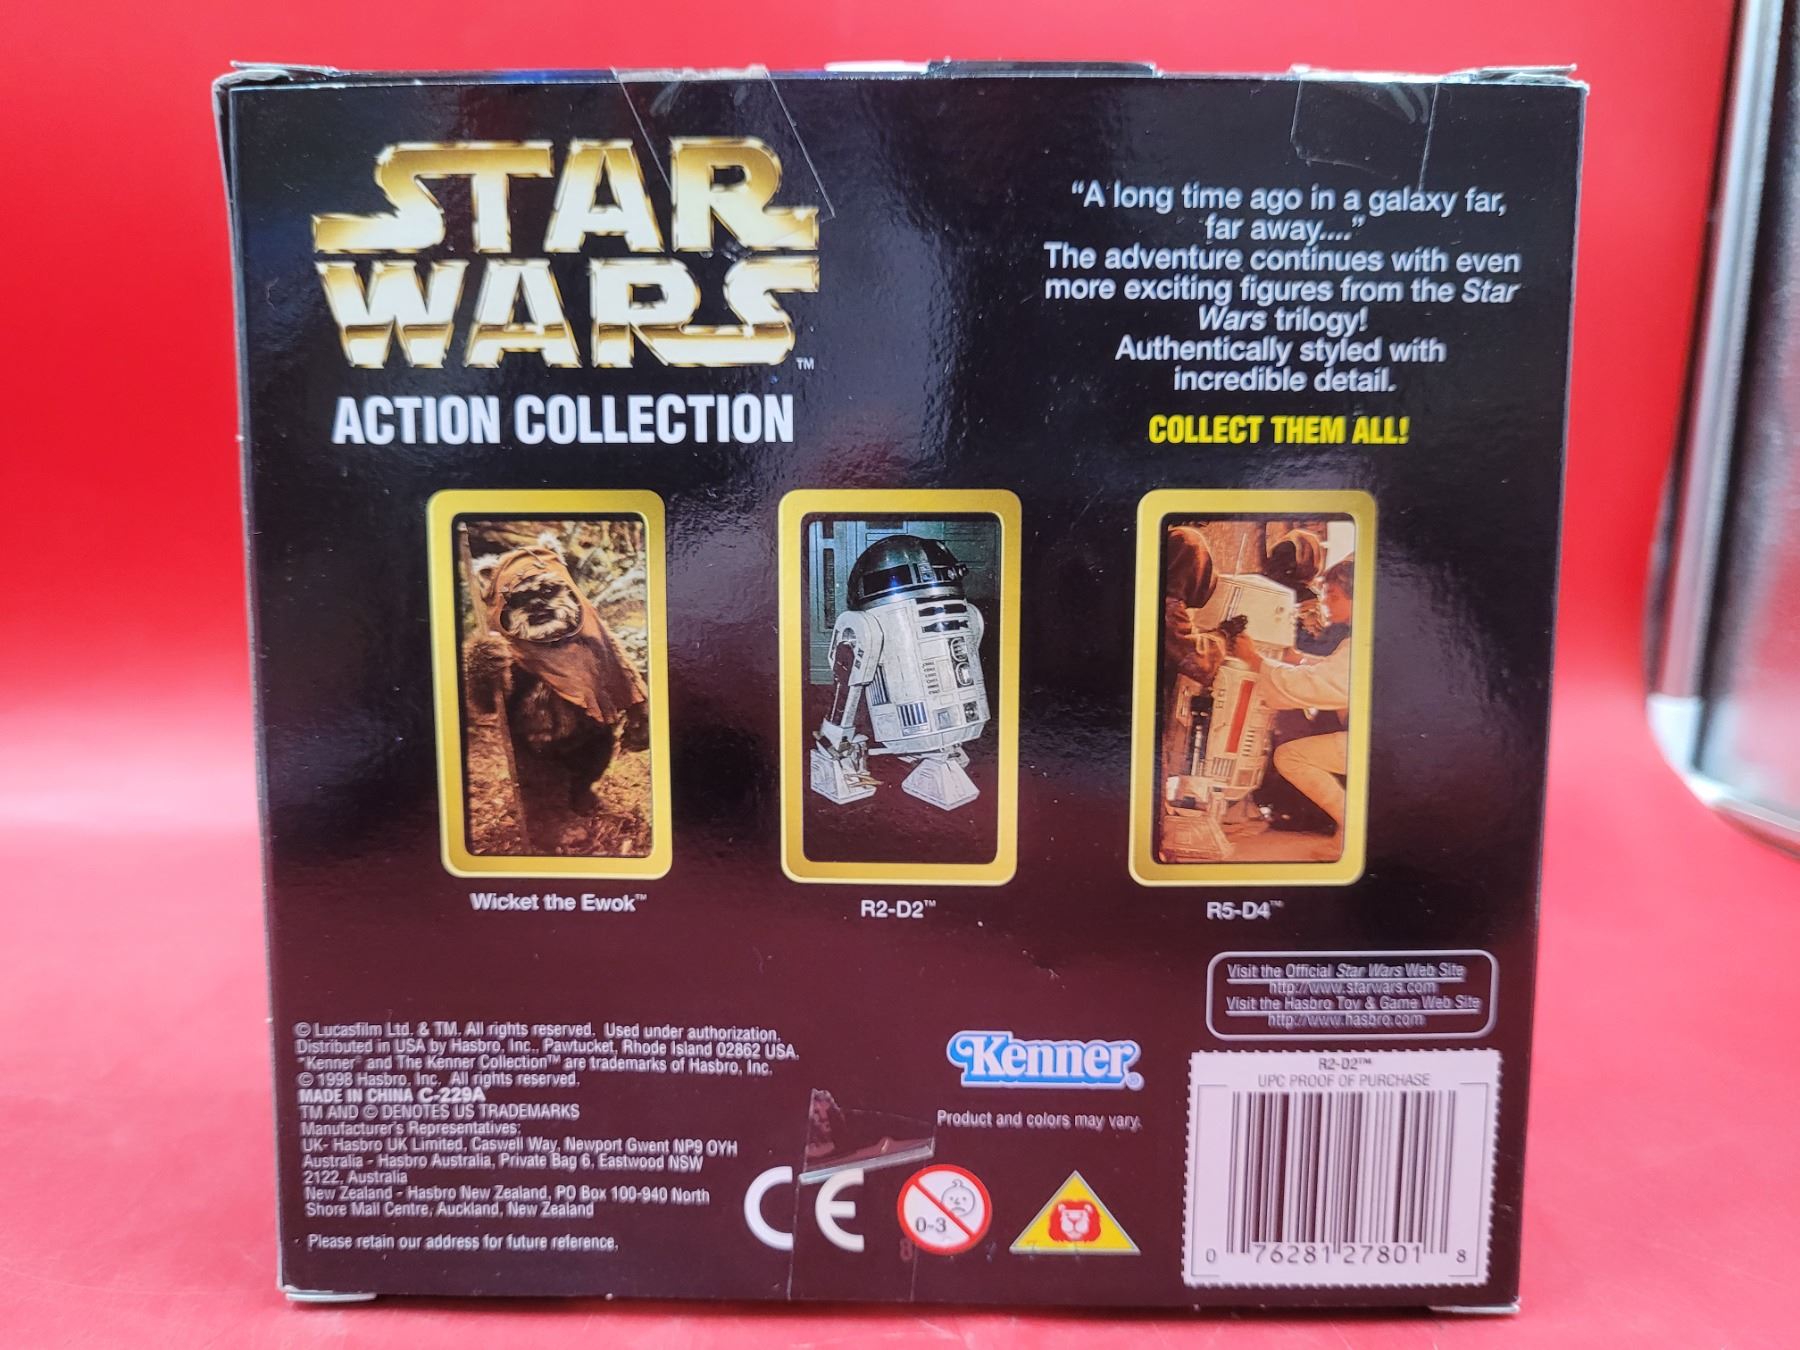 STAR
WARS™
ACTION COLLECTION
“A long time ago in a galaxy far,
far away....”
The adventure continues with even
more exciting figures from the Star
Wars trilogy!
Authentically styled with
incredible detail.
COLLECT THEM ALL!
Wicket the Ewok™
R2-D2™
R5-D4™
Visit the Official Star Wars Web Site
http://www.starwars.com
Visit the Hasbro Toy & Game Web Site
http://www.hasbro.com
© Lucasfilm Ltd. & TM. All rights reserved. Used under authorization.
Distributed in USA by Hasbro, Inc., Pawtucket, Rhode Island 02862 USA.
*Kenner® and The Kenner Collection™ are trademarks of Hasbro, Inc.
© 1998 Hasbro, Inc. All rights reserved.
MADE IN CHINA C-229A
TM AND © DENOTES US TRADEMARKS
Manufacturer's Representatives:
UK- Hasbro UK Limited, Caswell Way, Newport Gwent NP9 0YH
Australia - Hasbro Australia, Private Bag 6, Eastwood NSW
2122, Australia
New Zealand - Hasbro New Zealand, PO Box 100-940 North
Shore Mail Centre, Auckland, New Zealand
Please retain our address for future reference.
Kenner®
Product and colors may vary.
CE
0-3
R2-D2™
UPC PROOF OF PURCHASE
0 76281 27801 8